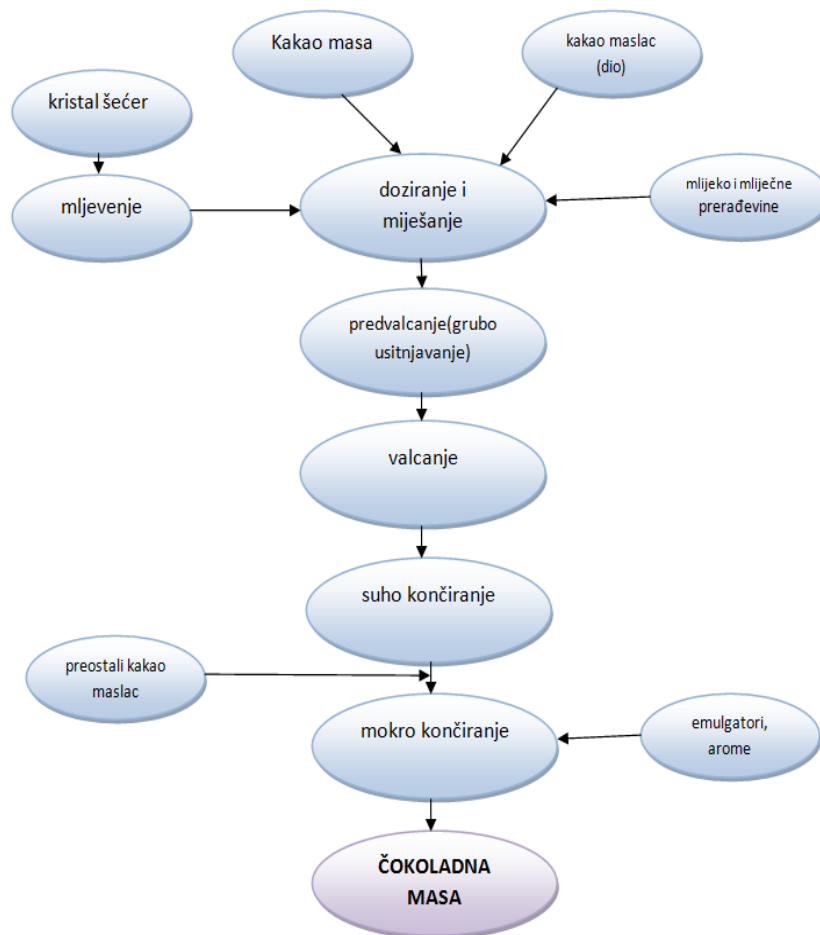 Kakao masa
kakao maslac
(dio)
kristal šećer
mljevenje
doziranje i
miješanje
mlijeko i mliječne
prerađevine
predvalcanje(grubo
usitnjavanje)
valcanje
suho končiranje
preostali kakao
maslac
mokro končiranje
emulgatori,
arome
ČOKOLADNA
MASA